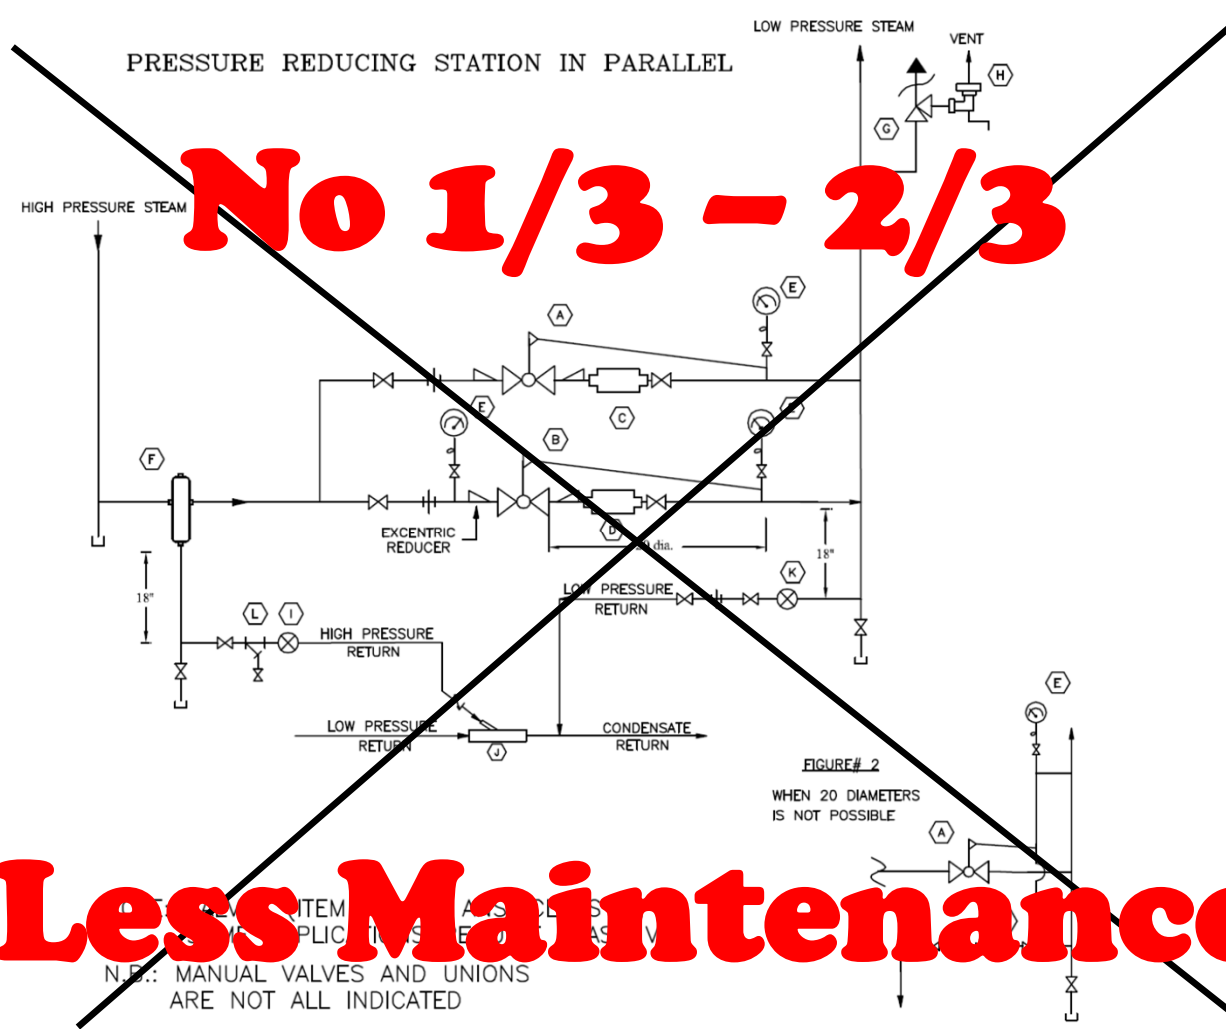 LOW PRESSURE STEAM
VENT
PRESSURE REDUCING STATION IN PARALLEL
H
G
No 1/3 - 2/3
HIGH PRESSURE STEAM
E
A
E
C
B
F
EXCENTRIC
REDUCER
D
dia.
18"
K
LOW PRESSURE
RETURN
18"
L I
HIGH PRESSURE
RETURN
E
LOW PRESSURE
RETURN
CONDENSATE
RETURN
J
FIGURE# 2
WHEN 20 DIAMETERS
IS NOT POSSIBLE
A
Less Maintenance
N.B.: MANUAL VALVES AND UNIONS
ARE NOT ALL INDICATED